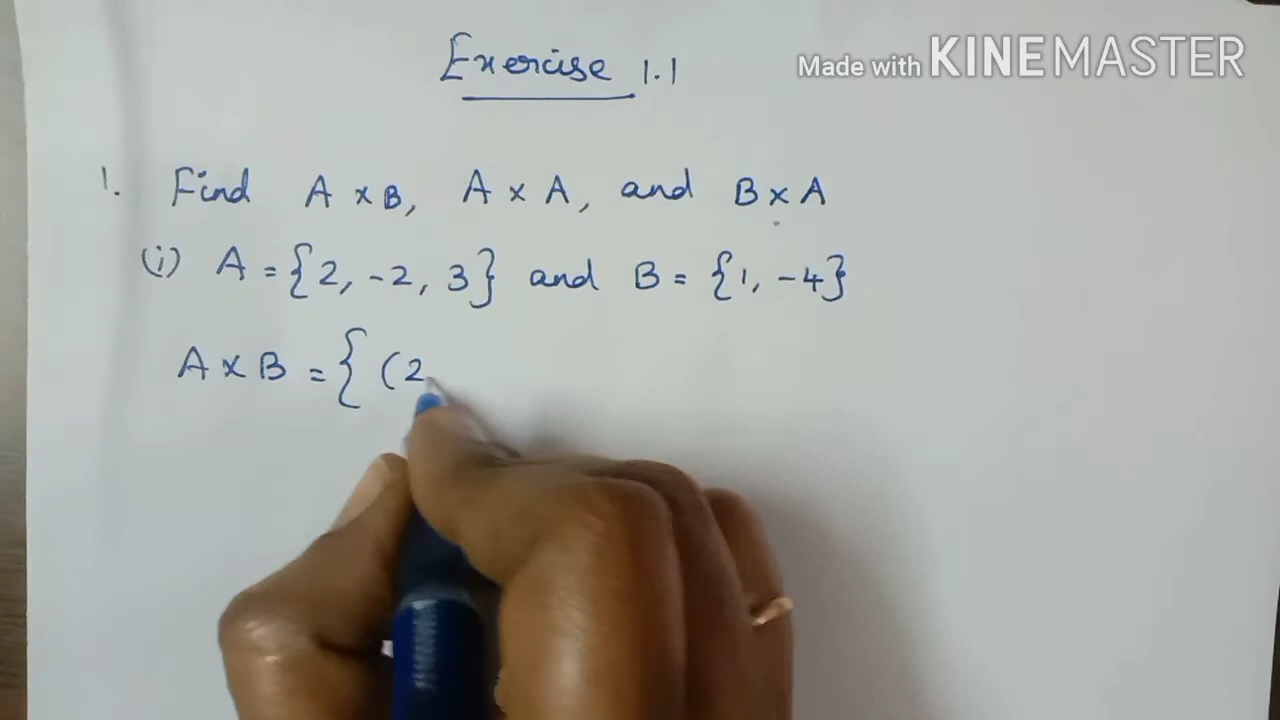 Exercise 1.1
Made with KINEMASTER
1. Find A × B, A × A, and B × A
(i) A = {2, -2, 3} and B = {1, -4}
A × B = { (2